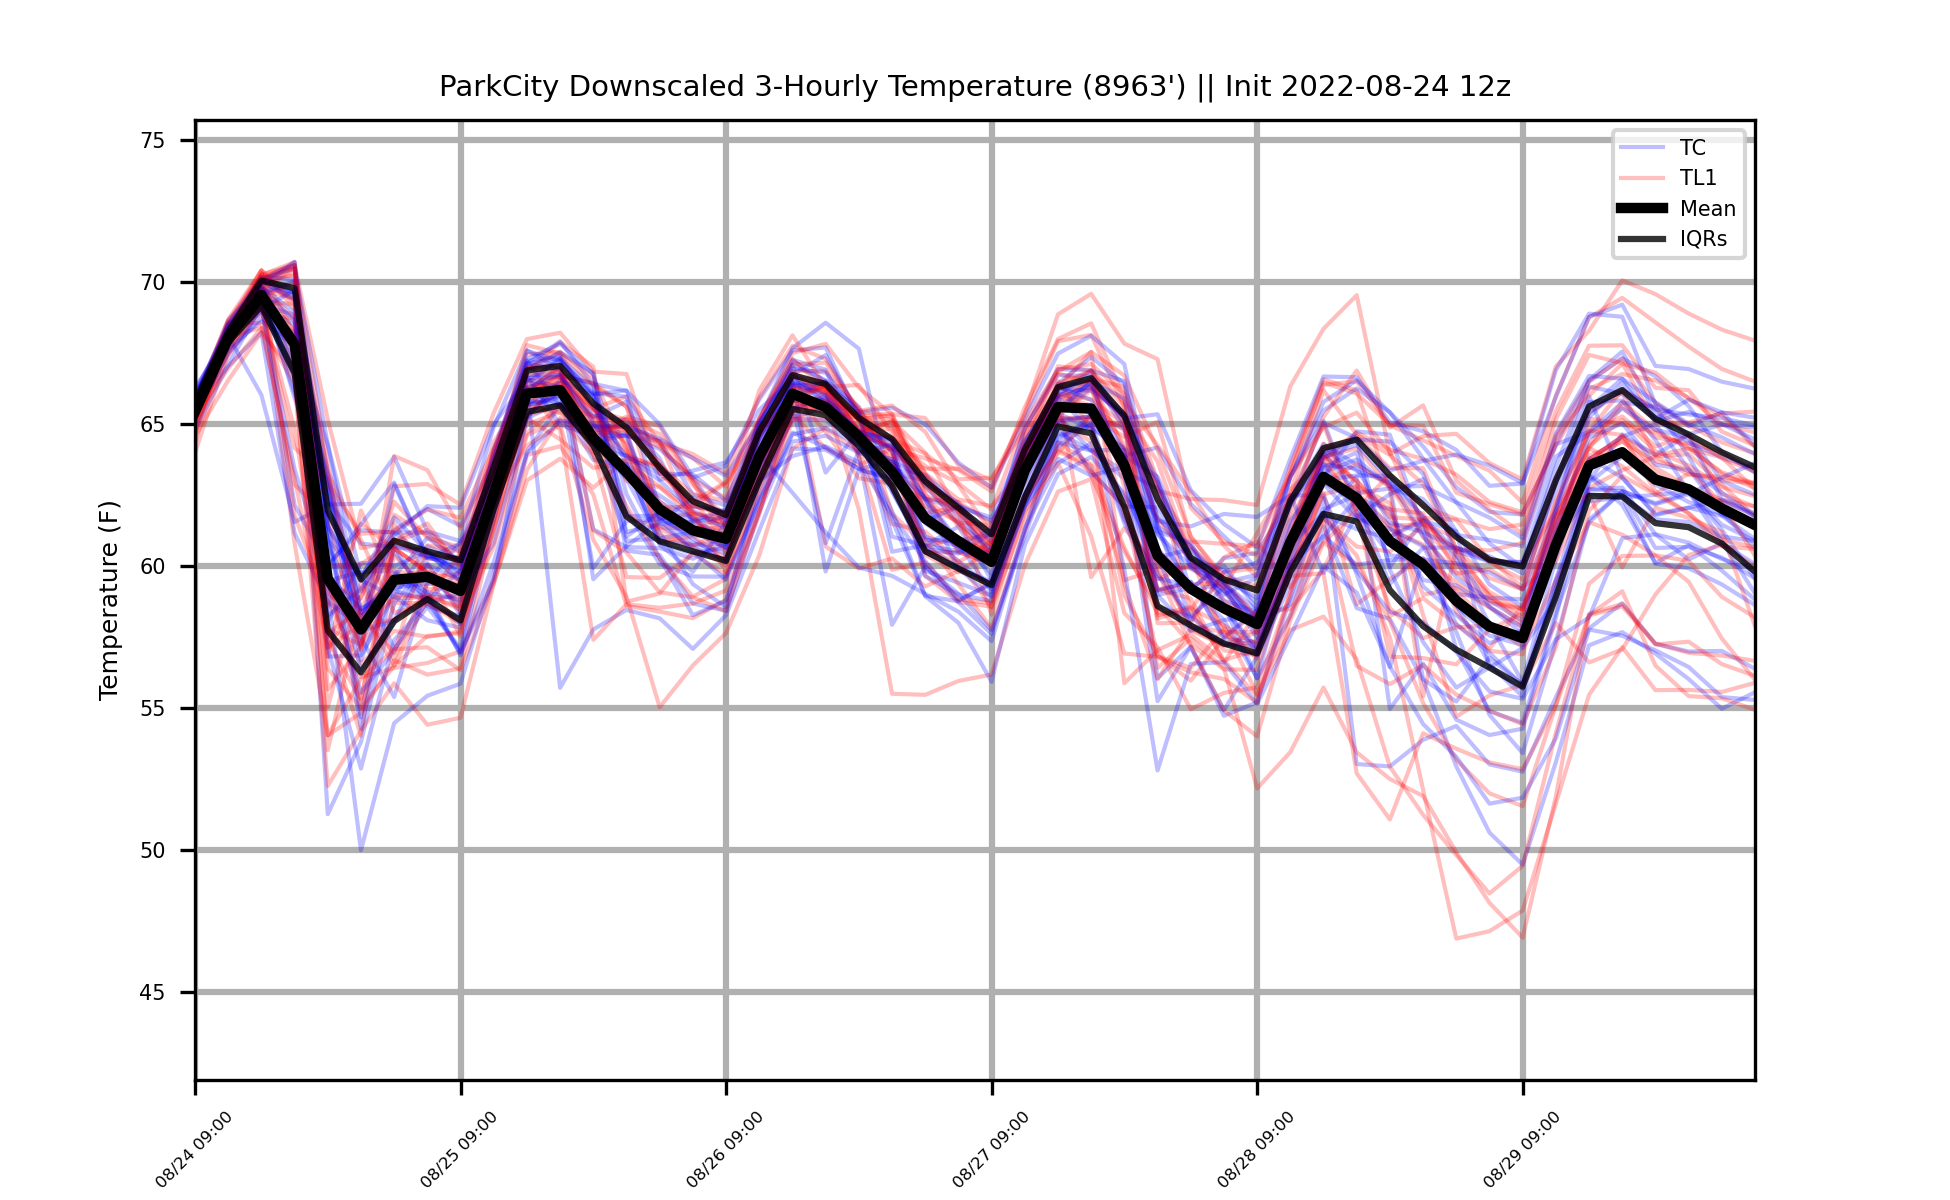 ParkCity Downscaled 3-Hourly Temperature (8963') || Init 2022-08-24 12z
TC
TL1
Mean
IQRs
Temperature (F)
75
70
65
60
55
50
45
08/24 09:00
08/25 09:00
08/26 09:00
08/27 09:00
08/28 09:00
08/29 09:00